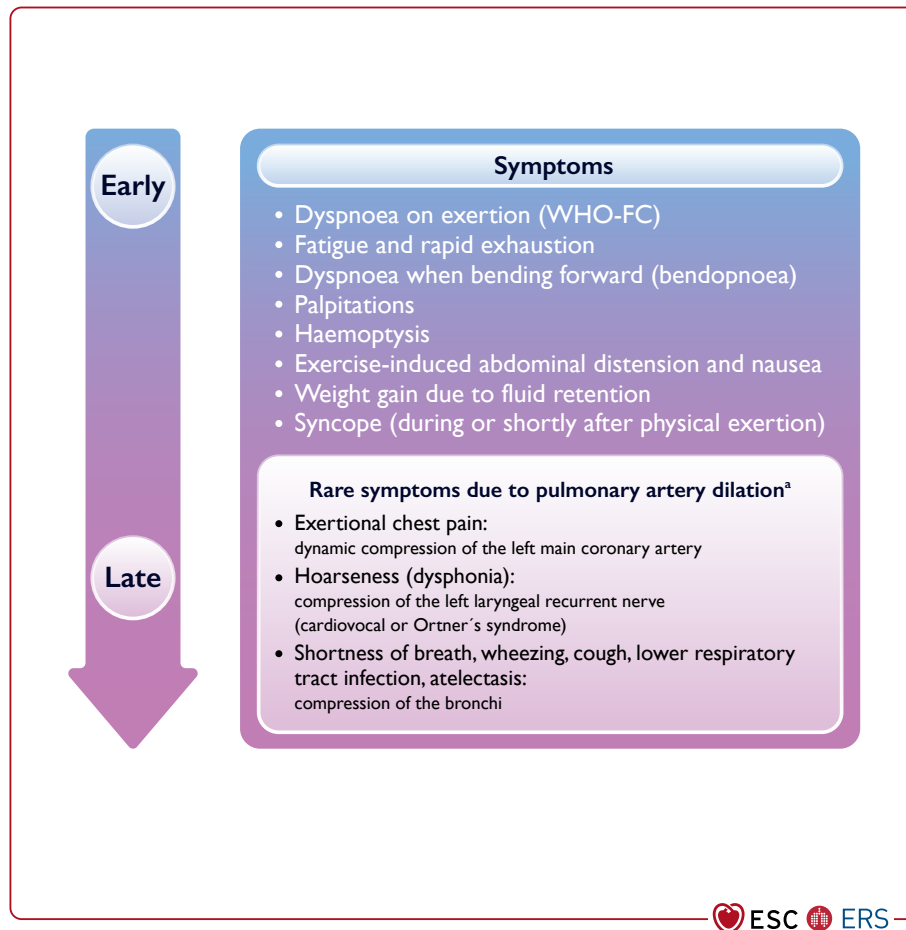 Early
Symptoms
• Dyspnoea on exertion (WHO-FC)
• Fatigue and rapid exhaustion
• Dyspnoea when bending forward (bendopnoea)
• Palpitations
• Haemoptysis
• Exercise-induced abdominal distension and nausea
• Weight gain due to fluid retention
• Syncope (during or shortly after physical exertion)
Rare symptoms due to pulmonary artery dilationᵃ
• Exertional chest pain:
dynamic compression of the left main coronary artery
Late
• Hoarseness (dysphonia):
compression of the left laryngeal recurrent nerve
(cardiovocal or Ortner´s syndrome)
• Shortness of breath, wheezing, cough, lower respiratory
tract infection, atelectasis:
compression of the bronchi
ESC ERS